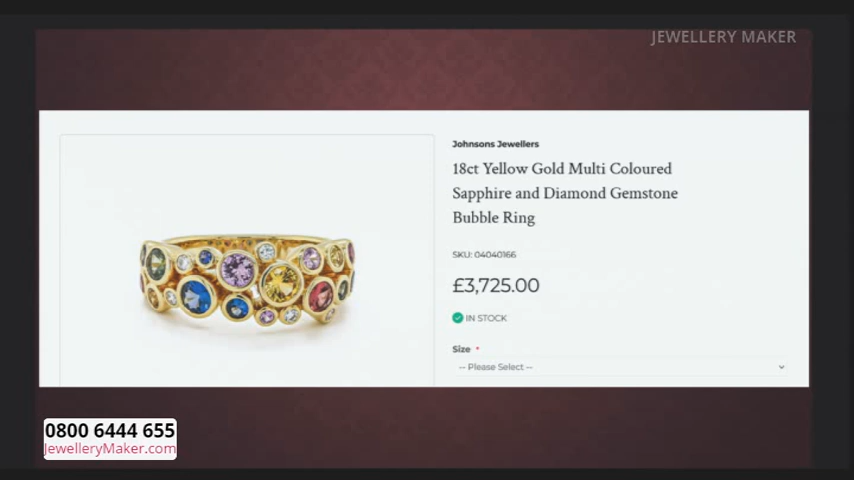 JEWELLERY MAKER
Johnsons Jewellers
18ct Yellow Gold Multi Coloured
Sapphire and Diamond Gemstone
Bubble Ring
SKU: 04040166
£3,725.00
IN STOCK
Size *
-- Please Select --
0800 6444 655
JewelleryMaker.com